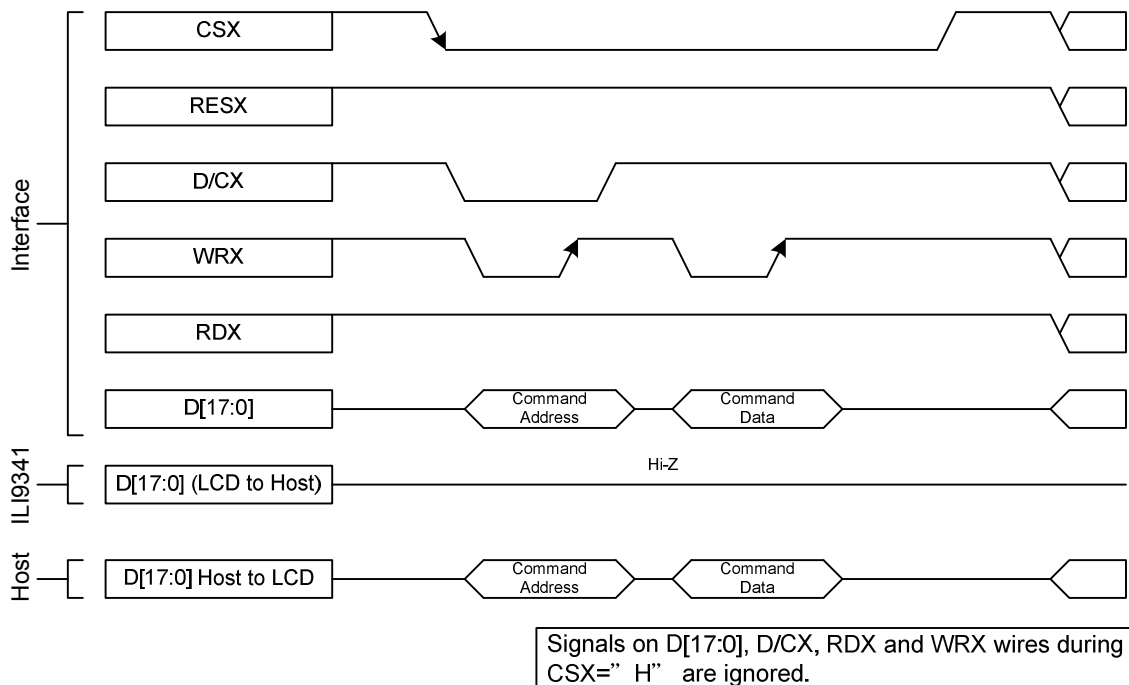 CSX
RESX
D/CX
WRX
RDX
D[17:0]
Command
Address
Command
Data
Interface
Hi-Z
D[17:0] (LCD to Host)
ILI9341
D[17:0] Host to LCD
Command
Address
Command
Data
Host
Signals on D[17:0], D/CX, RDX and WRX wires during
CSX=”H” are ignored.